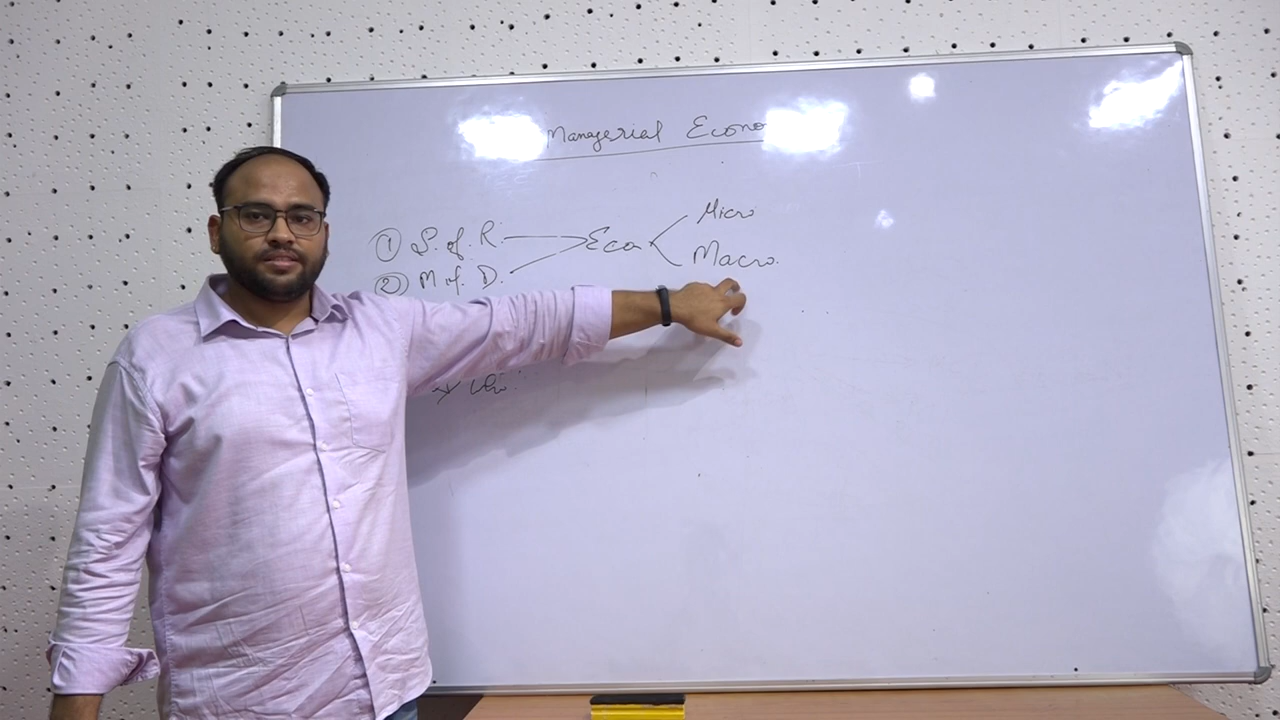 Managerial Econo
① S. of. R. Eco. Micro
② M of. D. Macro.